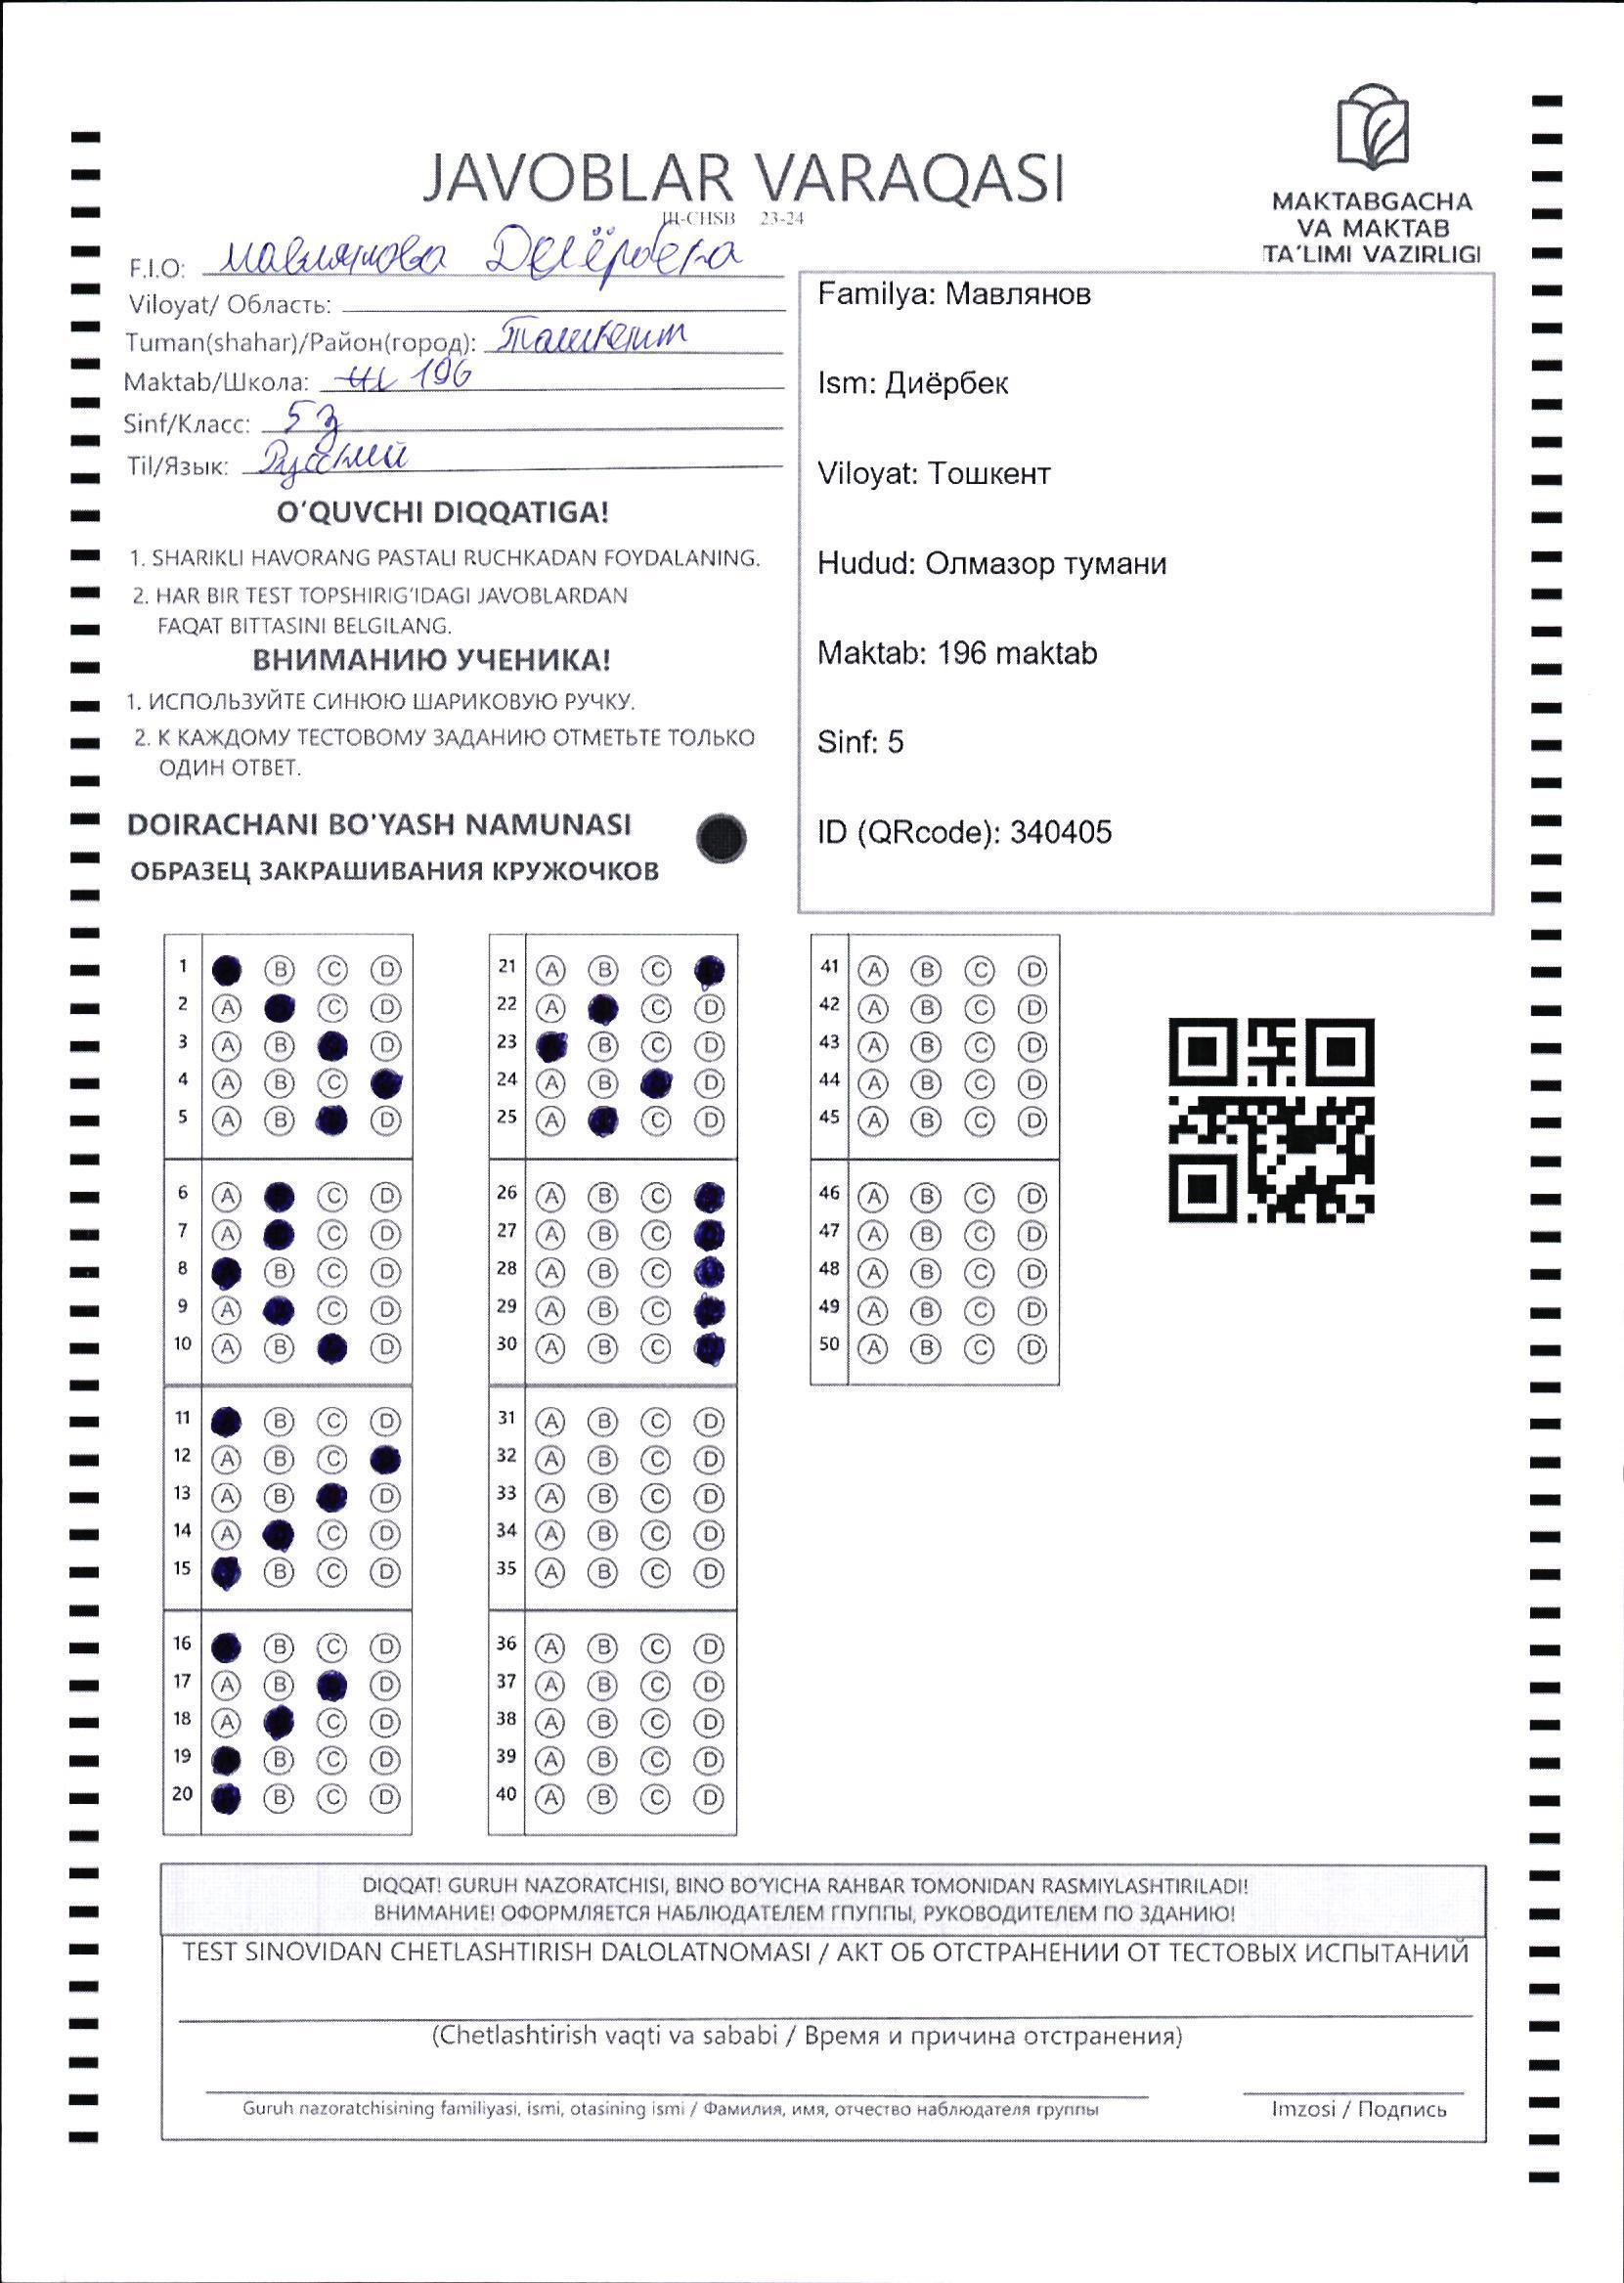 JAVOBLAR VARAQASI
III-CHSB 23-24
MAKTABGACHA
VA MAKTAB
TA'LIMI VAZIRLIGI
F.I.O: Мавлянова Диёрбека
Viloyat/ Область:
Tuman(shahar)/Район(город): Ташкент
Maktab/Школа: 196
Sinf/Класс: 5 З
Til/Язык: Русский
O'QUVCHI DIQQATIGA!
1. SHARIKLI HAVORANG PASTALI RUCHKADAN FOYDALANING.
2. HAR BIR TEST TOPSHIRIG'IDAGI JAVOBLARDAN
FAQAT BITTASINI BELGILANG.
ВНИМАНИЮ УЧЕНИКА!
1. ИСПОЛЬЗУЙТЕ СИНЮЮ ШАРИКОВУЮ РУЧКУ.
2. К КАЖДОМУ ТЕСТОВОМУ ЗАДАНИЮ ОТМЕТЬТЕ ТОЛЬКО
ОДИН ОТВЕТ.
DOIRACHANI BO'YASH NAMUNASI
ОБРАЗЕЦ ЗАКРАШИВАНИЯ КРУЖОЧКОВ
Familya: Мавлянов
Ism: Диёрбек
Viloyat: Тошкент
Hudud: Олмазор тумани
Maktab: 196 maktab
Sinf: 5
ID (QRcode): 340405
1 B C D
2 A C D
3 A B D
4 A B C
5 A B D
6 A C D
7 A C D
8 B C D
9 A C D
10 A B D
11 B C D
12 A B C
13 A B D
14 A C D
15 B C D
16 B C D
17 A B D
18 A C D
19 B C D
20 B C D
21 A B C
22 A C D
23 B C D
24 A B D
25 A C D
26 A B C
27 A B C
28 A B C
29 A B C
30 A B C
31 A B C D
32 A B C D
33 A B C D
34 A B C D
35 A B C D
36 A B C D
37 A B C D
38 A B C D
39 A B C D
40 A B C D
41 A B C D
42 A B C D
43 A B C D
44 A B C D
45 A B C D
46 A B C D
47 A B C D
48 A B C D
49 A B C D
50 A B C D
DIQQAT! GURUH NAZORATCHISI, BINO BO'YICHA RAHBAR TOMONIDAN RASMIYLASHTIRILADI!
ВНИМАНИЕ! ОФОРМЛЯЕТСЯ НАБЛЮДАТЕЛЕМ ГПУППЫ, РУКОВОДИТЕЛЕМ ПО ЗДАНИЮ!
TEST SINOVIDAN CHETLASHTIRISH DALOLATNOMASI / АКТ ОБ ОТСТРАНЕНИИ ОТ ТЕСТОВЫХ ИСПЫТАНИЙ
(Chetlashtirish vaqti va sababi / Время и причина отстранения)
Guruh nazoratchisining familiyasi, ismi, otasining ismi / Фамилия, имя, отчество наблюдателя группы
Imzosi / Подпись